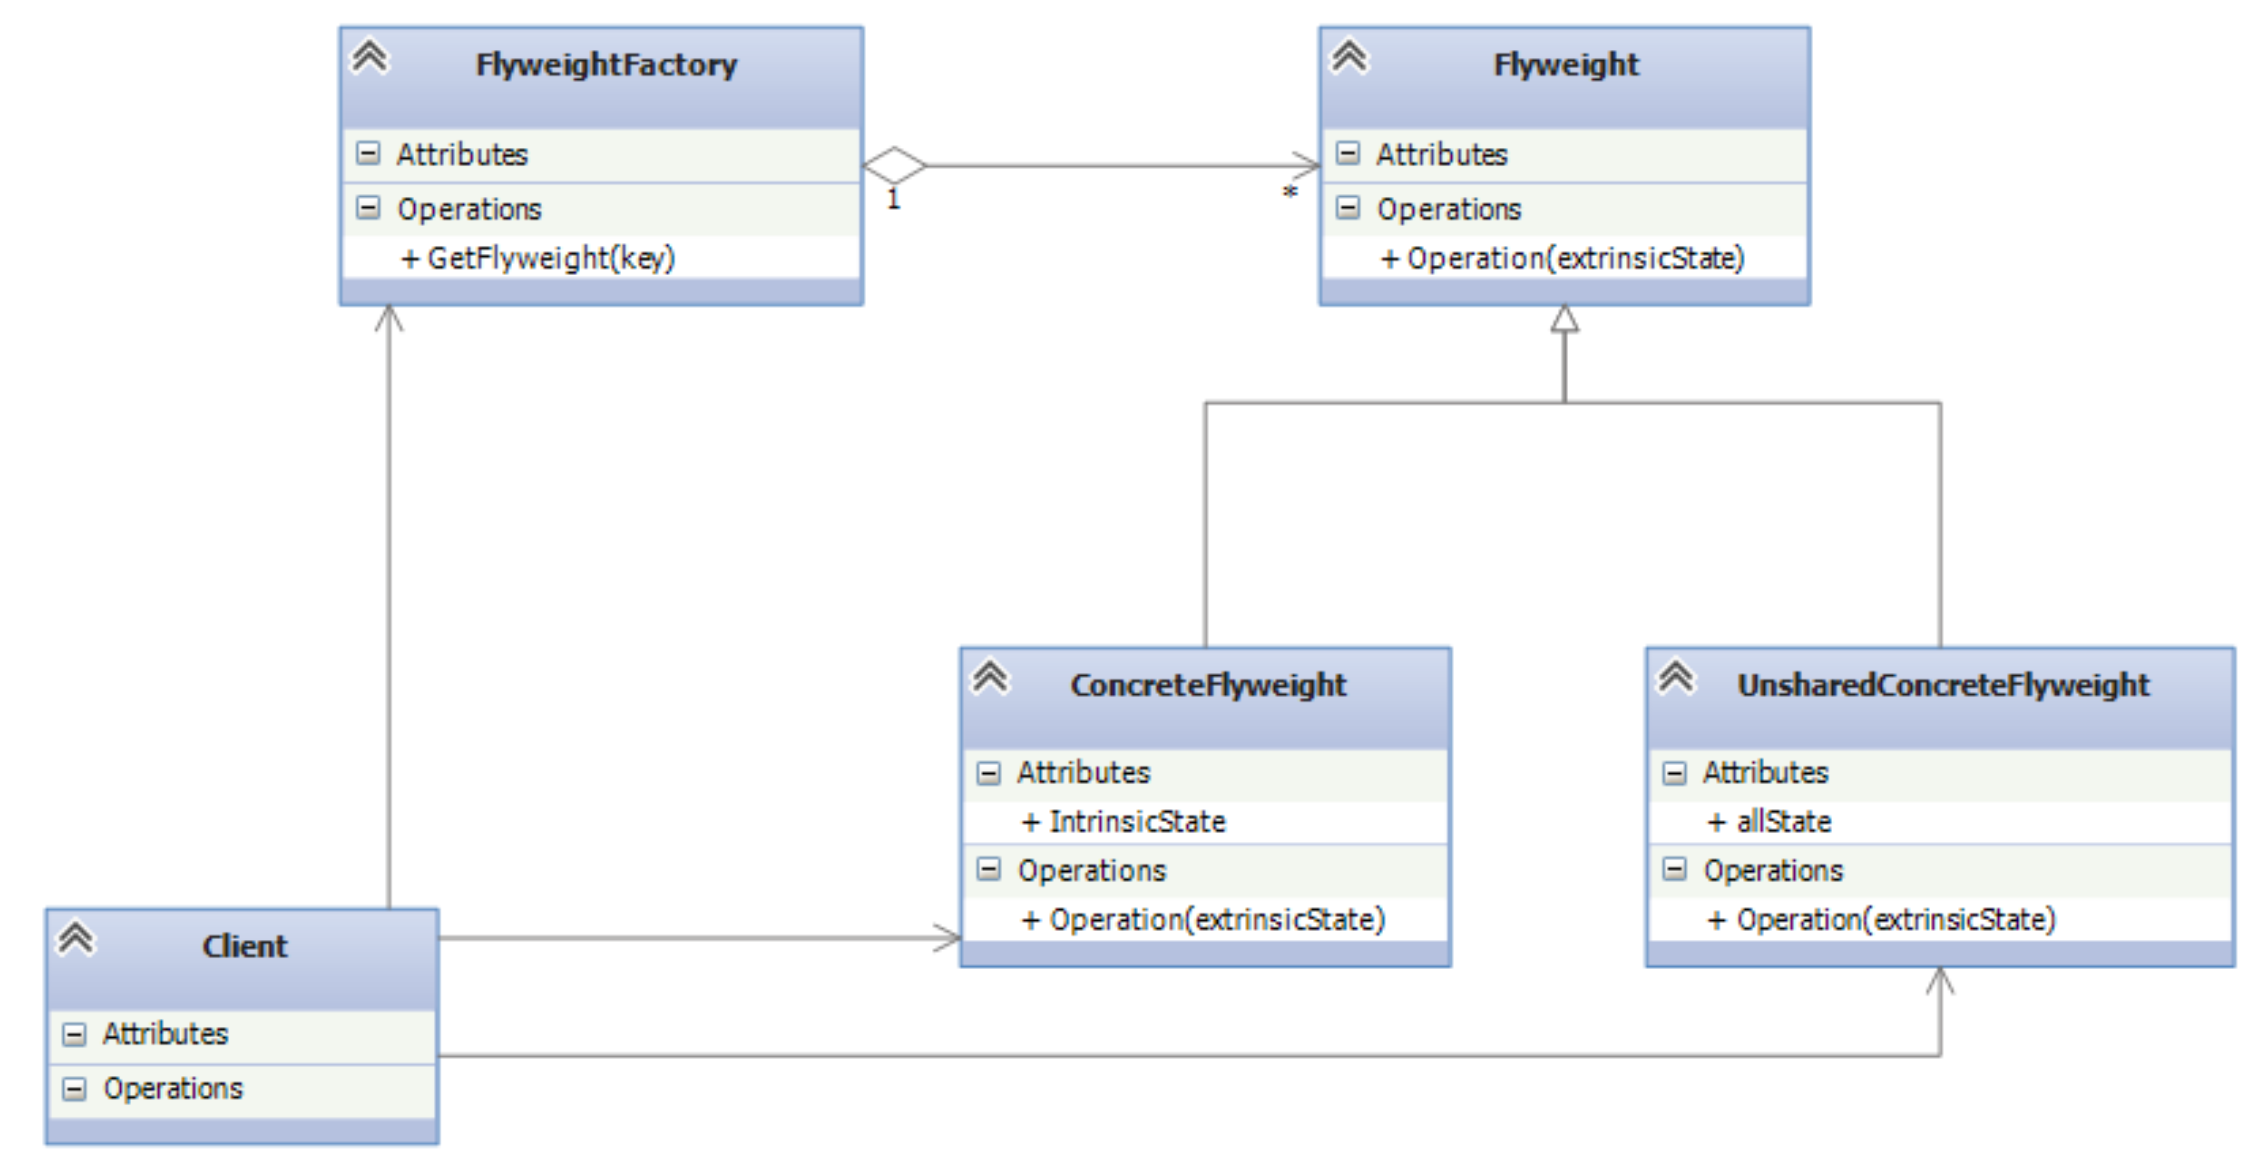 FlyweightFactory
Attributes
Operations
+ GetFlyweight(key)
1
*
Flyweight
Attributes
Operations
+ Operation(extrinsicState)
ConcreteFlyweight
Attributes
+ IntrinsicState
Operations
+ Operation(extrinsicState)
UnsharedConcreteFlyweight
Attributes
+ allState
Operations
+ Operation(extrinsicState)
Client
Attributes
Operations